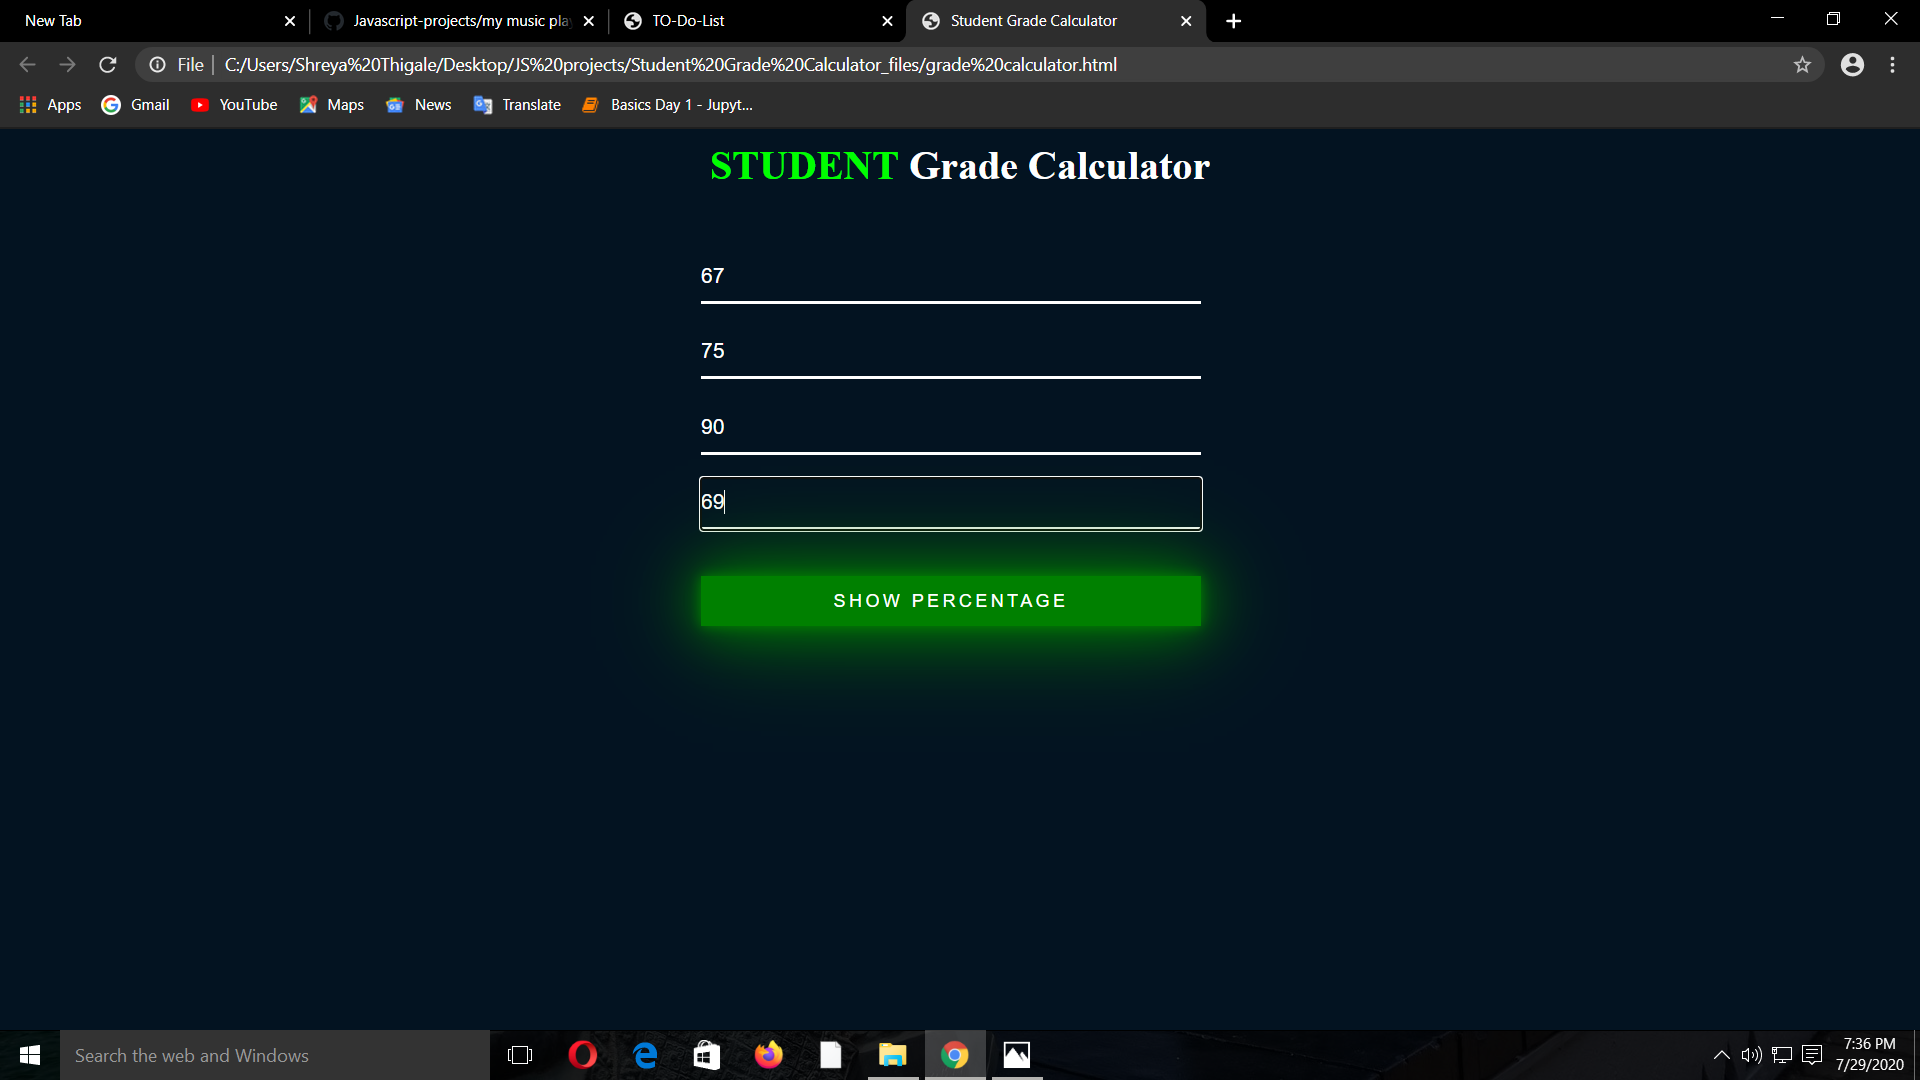 New Tab
Javascript-projects/my music pla
TO-Do-List
Student Grade Calculator
File
C:/Users/Shreya%20Thigale/Desktop/JS%20projects/Student%20Grade%20Calculator_files/grade%20calculator.html
Apps
Gmail
YouTube
Maps
News
Translate
Basics Day 1 - Jupyt...
STUDENT Grade Calculator
67
75
90
69
SHOW PERCENTAGE
Search the web and Windows
7:36 PM
7/29/2020